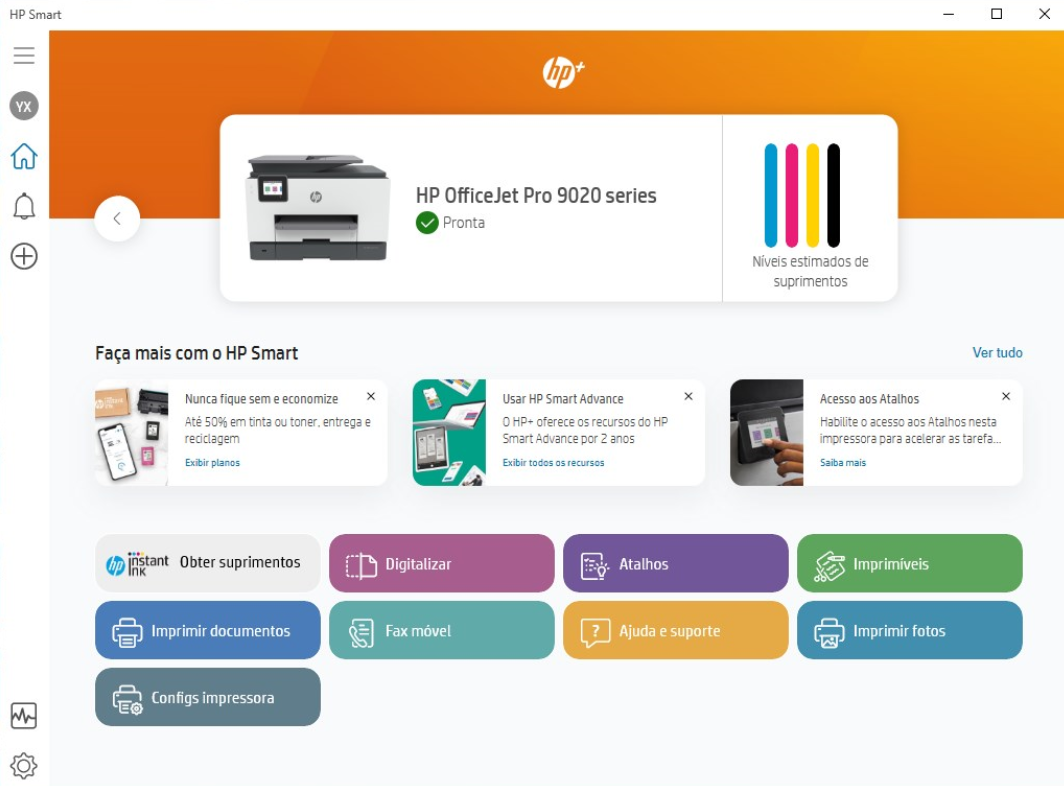 HP Smart
YX
hp+
HP OfficeJet Pro 9020 series
Pronta
Níveis estimados de
suprimentos
Faça mais com o HP Smart
Ver tudo
Nunca fique sem e economize
Até 50% em tinta ou toner, entrega e
reciclagem
Exibir planos
Usar HP Smart Advance
O HP+ oferece os recursos do HP
Smart Advance por 2 anos
Exibir todos os recursos
Acesso aos Atalhos
Habilite o acesso aos Atalhos nesta
impressora para acelerar as tarefa...
Saiba mais
hp instant
ink
Obter suprimentos
Digitalizar
Atalhos
Imprimíveis
Imprimir documentos
Fax móvel
Ajuda e suporte
Imprimir fotos
Configs impressora